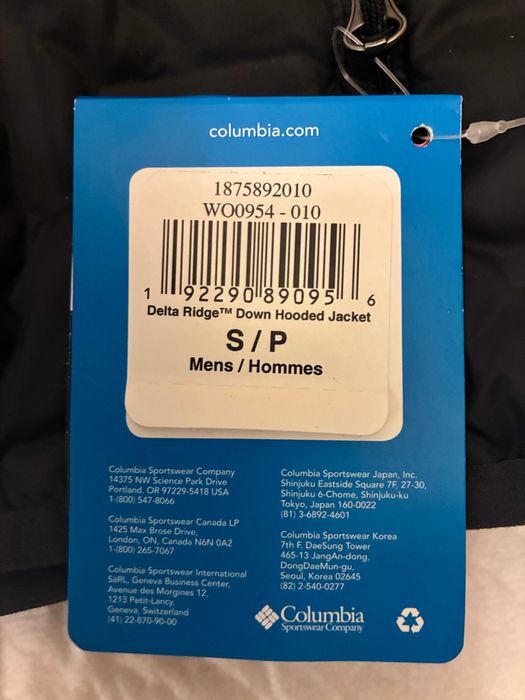 columbia.com
1875892010
WO0954 - 010
1 92290 89095 6
Delta Ridge™ Down Hooded Jacket
S / P
Mens / Hommes
Columbia Sportswear Company
14375 NW Science Park Drive
Portland, OR 97229-5418 USA
1-(800) 547-8066
Columbia Sportswear Canada LP
1425 Max Brose Drive,
London, ON, Canada N6N 0A2
1-(800) 265-7067
Columbia Sportswear International
SàRL, Geneva Business Center,
Avenue des Morgines 12,
1213 Petit-Lancy,
Geneva, Switzerland
(41) 22-870-90-00
Columbia Sportswear Japan, Inc.
Shinjuku Eastside Square 7F, 27-30,
Shinjuku 6-Chome, Shinjuku-ku
Tokyo, Japan 160-0022
(81) 3-6892-4601
Columbia Sportswear Korea
7th F. DaeSung Tower
465-13 JangAn-dong,
DongDaeMun-gu,
Seoul, Korea 02645
(82) 2-540-0277
Columbia
Sportswear Company